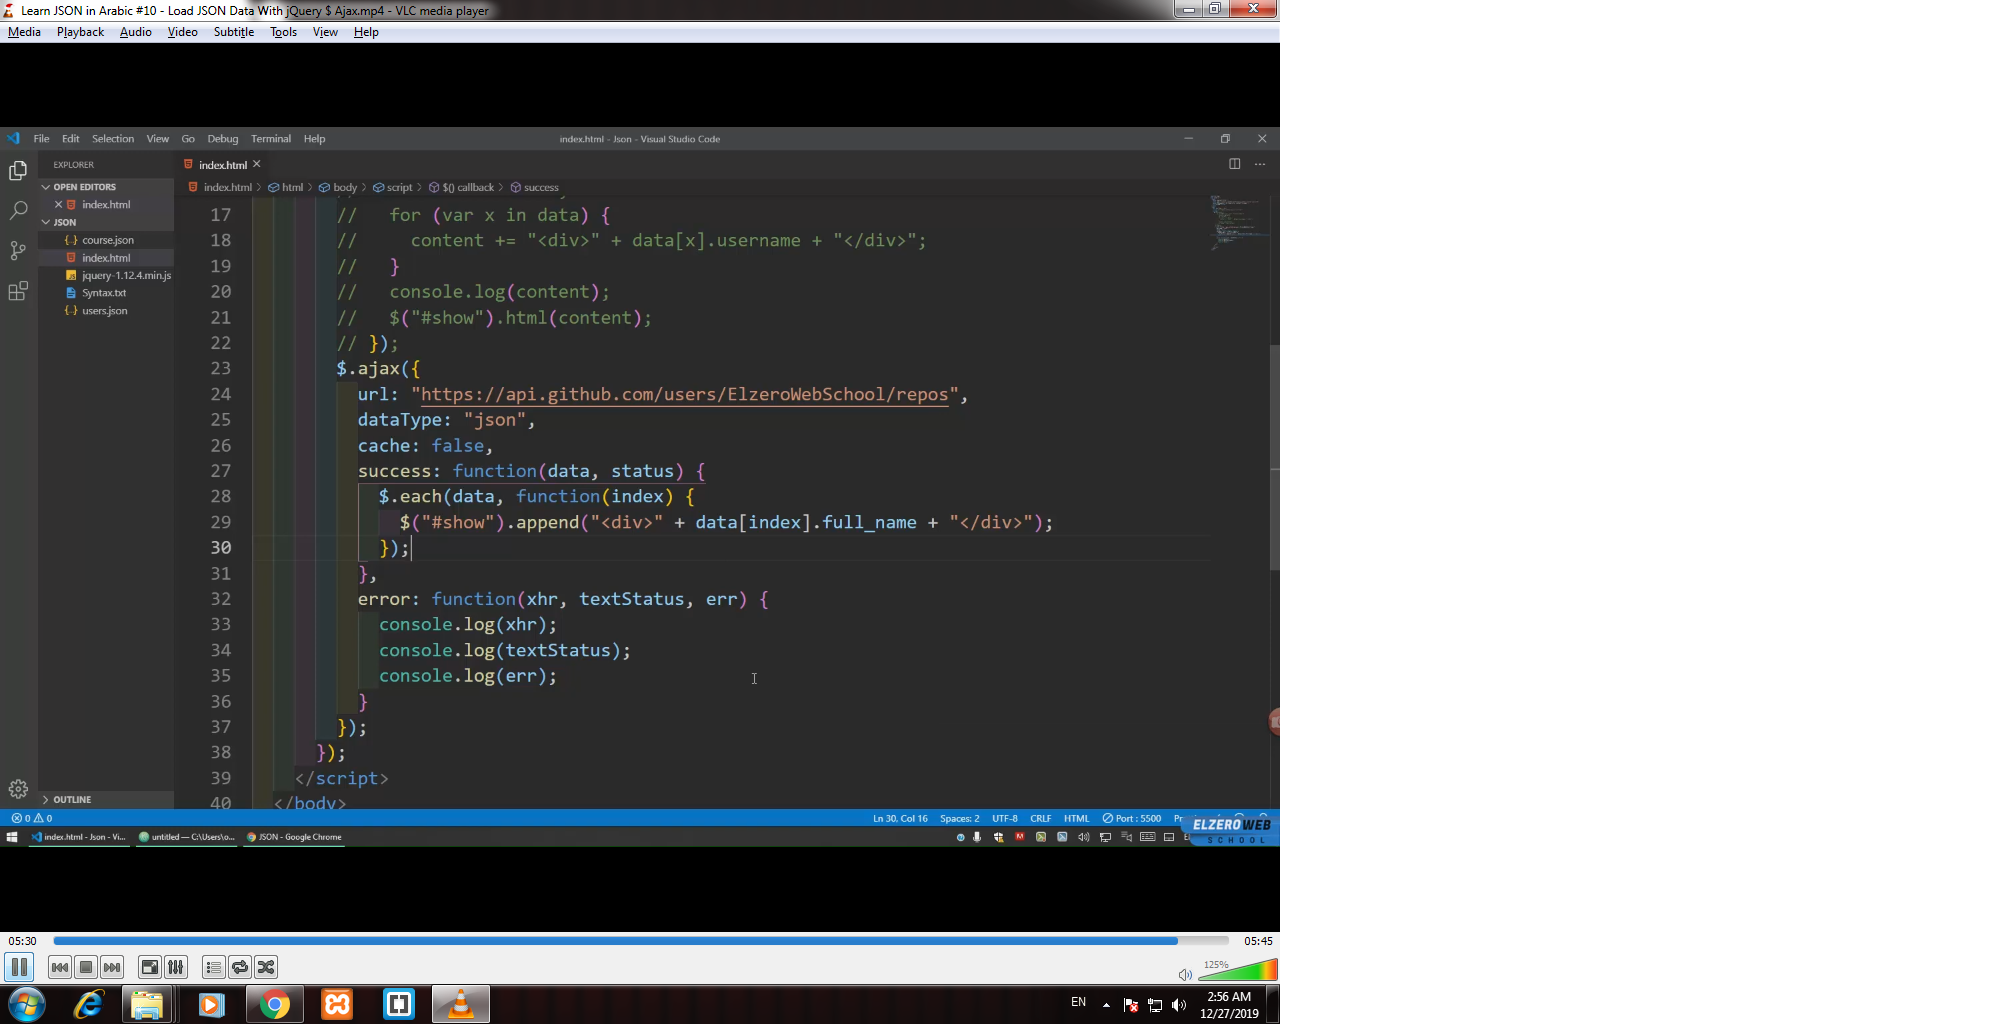 Learn JSON in Arabic #10 - Load JSON Data With jQuery $ Ajax.mp4 - VLC media player
Media Playback Audio Video Subtitle Tools View Help
File Edit Selection View Go Debug Terminal Help
index.html - Json - Visual Studio Code
EXPLORER
index.html
OPEN EDITORS
index.html
JSON
course.json
index.html
jquery-1.12.4.min.js
Syntax.txt
users.json
OUTLINE
index.html > html > body > script > $() callback > success
17 // for (var x in data) {
18 // content += "<div>" + data[x].username + "</div>";
19 // }
20 // console.log(content);
21 // $("#show").html(content);
22 // });
23 $.ajax({
24 url: "https://api.github.com/users/ElzeroWebSchool/repos",
25 dataType: "json",
26 cache: false,
27 success: function(data, status) {
28 $.each(data, function(index) {
29 $("#show").append("<div>" + data[index].full_name + "</div>");
30 });
31 },
32 error: function(xhr, textStatus, err) {
33 console.log(xhr);
34 console.log(textStatus);
35 console.log(err);
36 }
37 });
38 });
39 </script>
40 </body>
0 0
Ln 30, Col 16 Spaces: 2 UTF-8 CRLF HTML Port : 5500
ELZERO WEB
SCHOOL
index.html - Json - Vi... untitled — C:\Users\o... JSON - Google Chrome
05:30 05:45
125%
EN
2:56 AM
12/27/2019